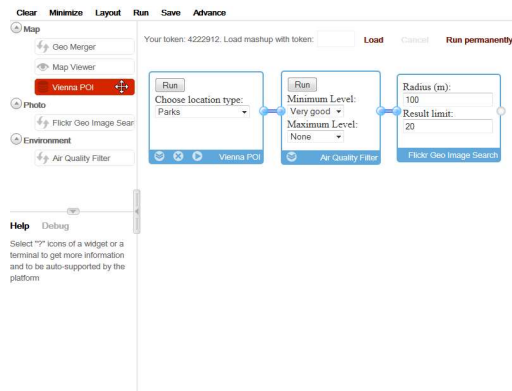 Clear Minimize Layout Run Save Advance
Map
Geo Merger
Map Viewer
Vienna POI
Photo
Flickr Geo Image Sear
Environment
Air Quality Filter
Help Debug
Select "?" icons of a widget or a
terminal to get more information
and to be auto-supported by the
platform
Your token: 4222912. Load mashup with token: Load Cancel Run permanently
Run
Choose location type:
Parks
Vienna POI
Run
Minimum Level:
Very good
Maximum Level:
None
Air Quality Filter
Radius (m):
100
Result limit:
20
Flickr Geo Image Search